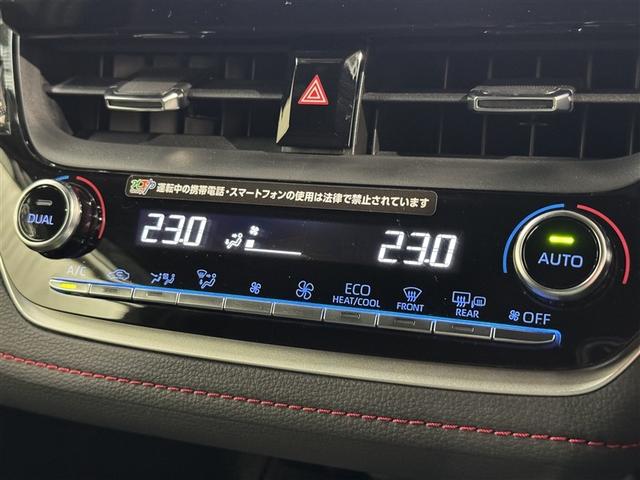 運転中の携帯電話・スマートフォンの使用は法律で禁止されています
DUAL
23.0
23.0
AUTO
A/C
ECO
HEAT/COOL
FRONT
REAR
OFF